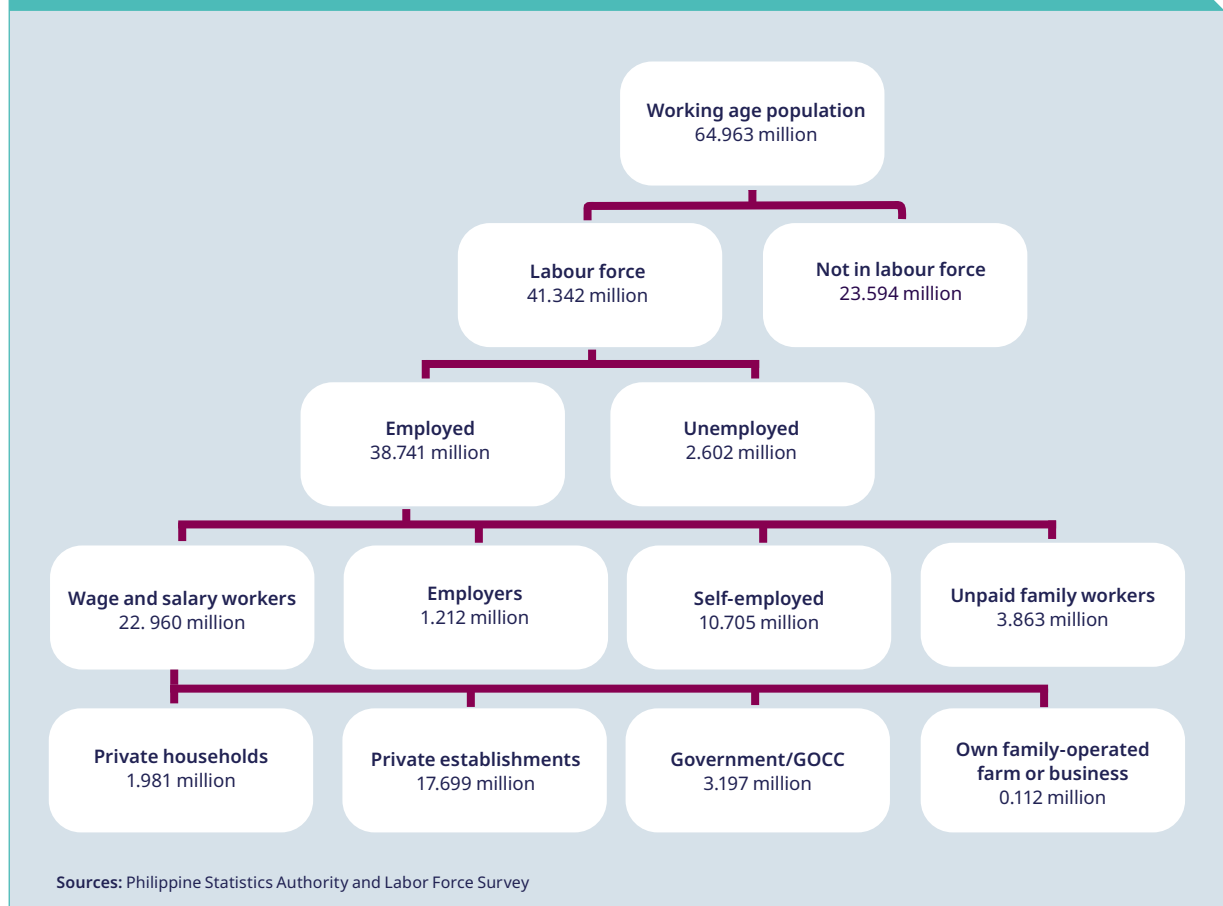 Working age population
64.963 million
Labour force
41.342 million
Not in labour force
23.594 million
Employed
38.741 million
Unemployed
2.602 million
Wage and salary workers
22. 960 million
Employers
1.212 million
Self-employed
10.705 million
Unpaid family workers
3.863 million
Private households
1.981 million
Private establishments
17.699 million
Government/GOCC
3.197 million
Own family-operated
farm or business
0.112 million
Sources: Philippine Statistics Authority and Labor Force Survey